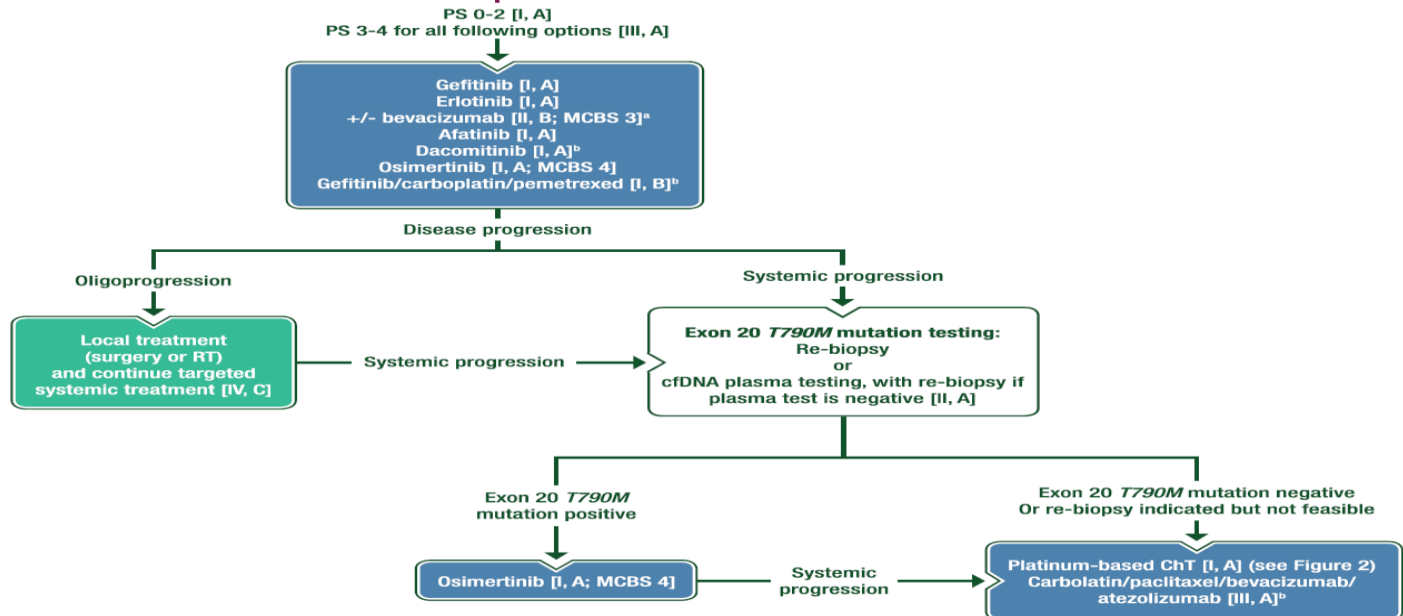 PS 0-2 [I, A]
PS 3-4 for all following options [III, A]
Gefitinib [I, A]
Erlotinib [I, A]
+/- bevacizumab [II, B; MCBS 3]ᵃ
Afatinib [I, A]
Dacomitinib [I, A]ᵇ
Osimertinib [I, A; MCBS 4]
Gefitinib/carboplatin/pemetrexed [I, B]ᵇ
Disease progression
Oligoprogression
Systemic progression
Local treatment
(surgery or RT)
and continue targeted
systemic treatment [IV, C]
Systemic progression
Exon 20 T790M mutation testing:
Re-biopsy
or
cfDNA plasma testing, with re-biopsy if
plasma test is negative [II, A]
Exon 20 T790M
mutation positive
Exon 20 T790M mutation negative
Or re-biopsy indicated but not feasible
Osimertinib [I, A; MCBS 4]
Systemic
progression
Platinum-based ChT [I, A] (see Figure 2)
Carbolatin/paclitaxel/bevacizumab/
atezolizumab [III, A]ᵇ